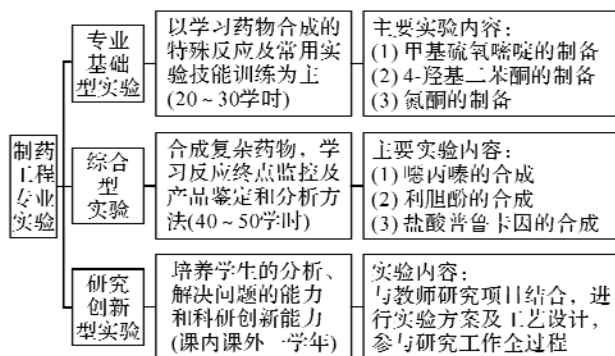 制药
工程
专业
实验
专业
基础
型实验
以学习药物合成的
特殊反应及常用实
验技能训练为主
(20~30学时)
主要实验内容:
(1) 甲基硫氧嘧啶的制备
(2) 4-羟基二苯酮的制备
(3) 氮酮的制备
综合
型
实验
合成复杂药物，学
习反应终点监控及
产品鉴定和分析方
法(40~50学时)
主要实验内容:
(1) 噁丙嗪的合成
(2) 利胆酚的合成
(3) 盐酸普鲁卡因的合成
研究
创新
型实验
培养学生的分析、
解决问题的能力
和科研创新能力
(课内课外一学年)
实验内容:
与教师研究项目结合，进
行实验方案及工艺设计，
参与研究工作全过程